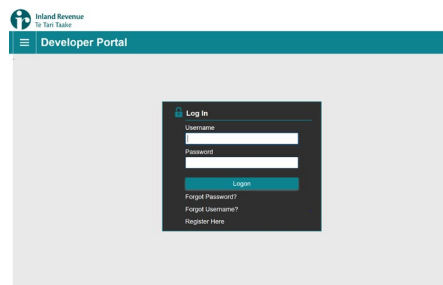 Inland Revenue
Te Tari Taake
Developer Portal
Log In
Username
Password
Logon
Forgot Password?
Forgot Username?
Register Here